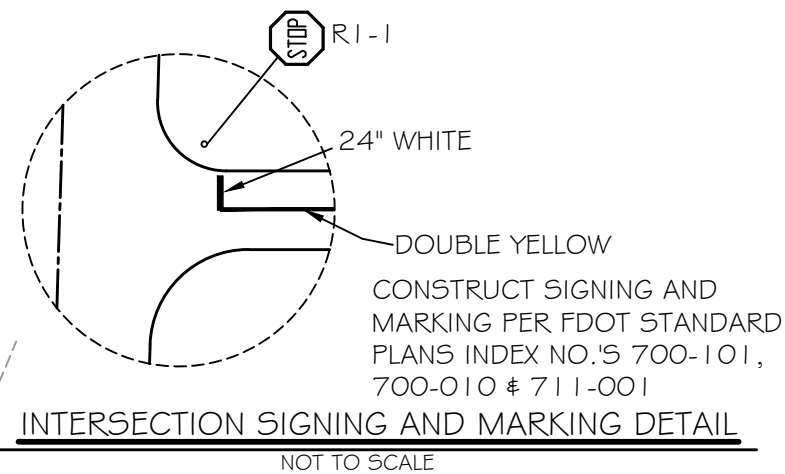 STOP R1-1
24" WHITE
DOUBLE YELLOW
CONSTRUCT SIGNING AND
MARKING PER FDOT STANDARD
PLANS INDEX NO.'S 700-101,
700-010 & 711-001
INTERSECTION SIGNING AND MARKING DETAIL
NOT TO SCALE